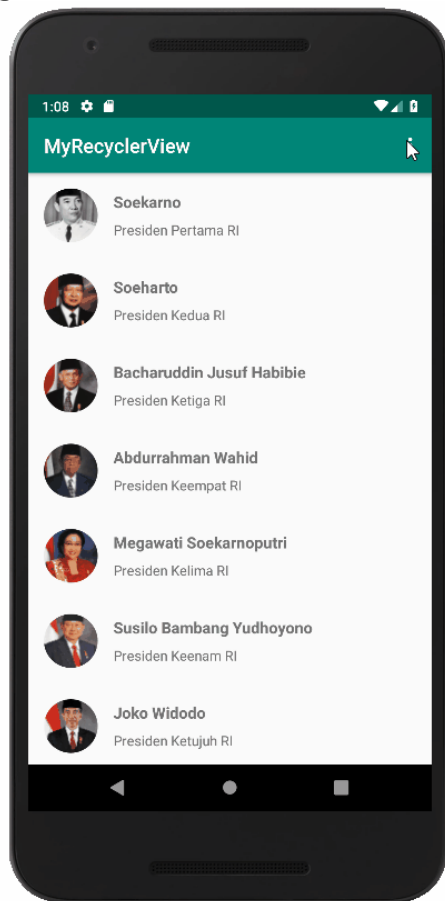 1:08
MyRecyclerView
Soekarno
Presiden Pertama RI
Soeharto
Presiden Kedua RI
Bacharuddin Jusuf Habibie
Presiden Ketiga RI
Abdurrahman Wahid
Presiden Keempat RI
Megawati Soekarnoputri
Presiden Kelima RI
Susilo Bambang Yudhoyono
Presiden Keenam RI
Joko Widodo
Presiden Ketujuh RI